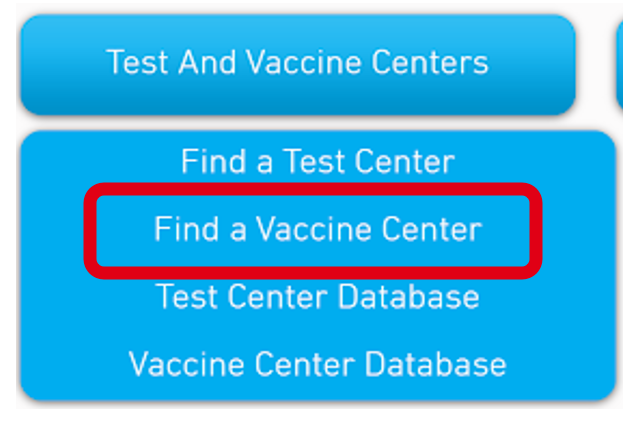 Test And Vaccine Centers
Find a Test Center
Find a Vaccine Center
Test Center Database
Vaccine Center Database